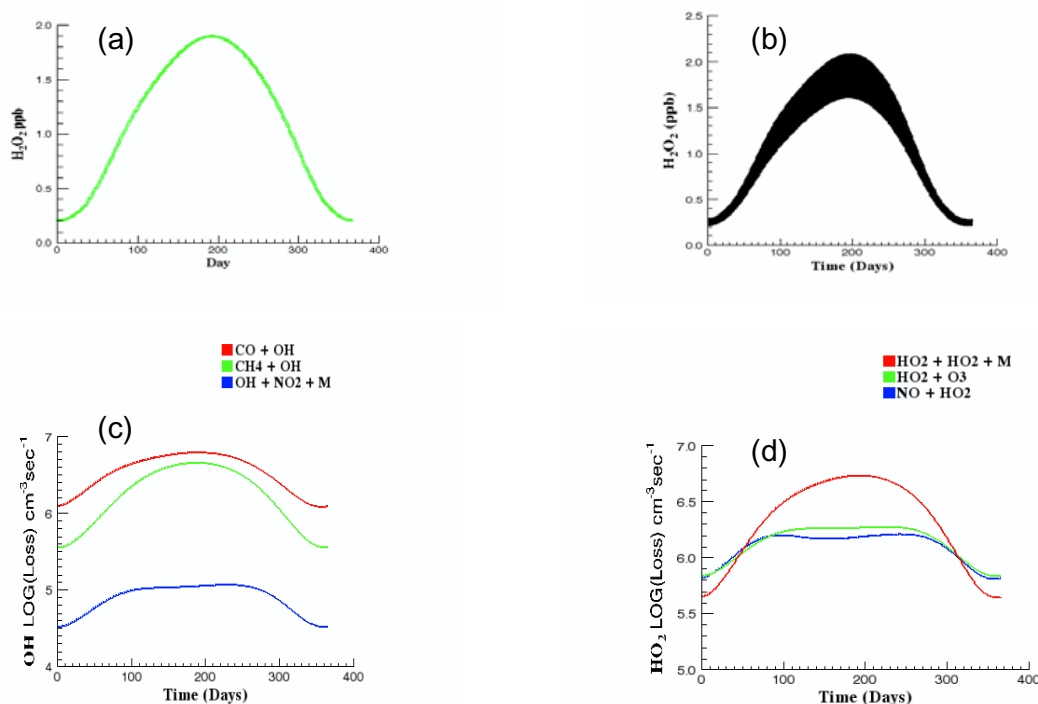 (a)
2.0
1.5
1.0
0.5
0.0
H₂O₂ ppb
0 100 200 300 400
Day
(b)
2.5
2.0
1.5
1.0
0.5
0.0
H₂O₂ (ppb)
0 100 200 300 400
Time (Days)
CO + OH
CH4 + OH
OH + NO2 + M
(c)
7
6
5
4
OH LOG(Loss) cm⁻³sec⁻¹
0 100 200 300 400
Time (Days)
HO2 + HO2 + M
HO2 + O3
NO + HO2
(d)
7.0
6.5
6.0
5.5
5.0
HO₂ LOG(Loss) cm⁻³sec⁻¹
0 100 200 300 400
Time (Days)